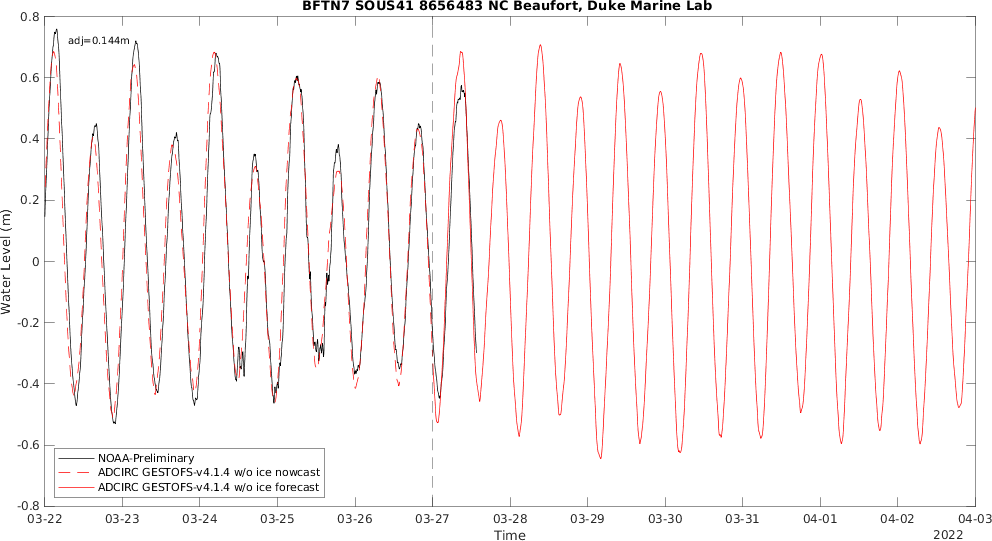 BFTN7 SOUS41 8656483 NC Beaufort, Duke Marine Lab
adj=0.144m
0.8
0.6
0.4
0.2
0
-0.2
-0.4
-0.6
-0.8
Water Level (m)
NOAA-Preliminary
ADCIRC GESTOFS-v4.1.4 w/o ice nowcast
ADCIRC GESTOFS-v4.1.4 w/o ice forecast
03-22 03-23 03-24 03-25 03-26 03-27 03-28 03-29 03-30 03-31 04-01 04-02 04-03
Time
2022